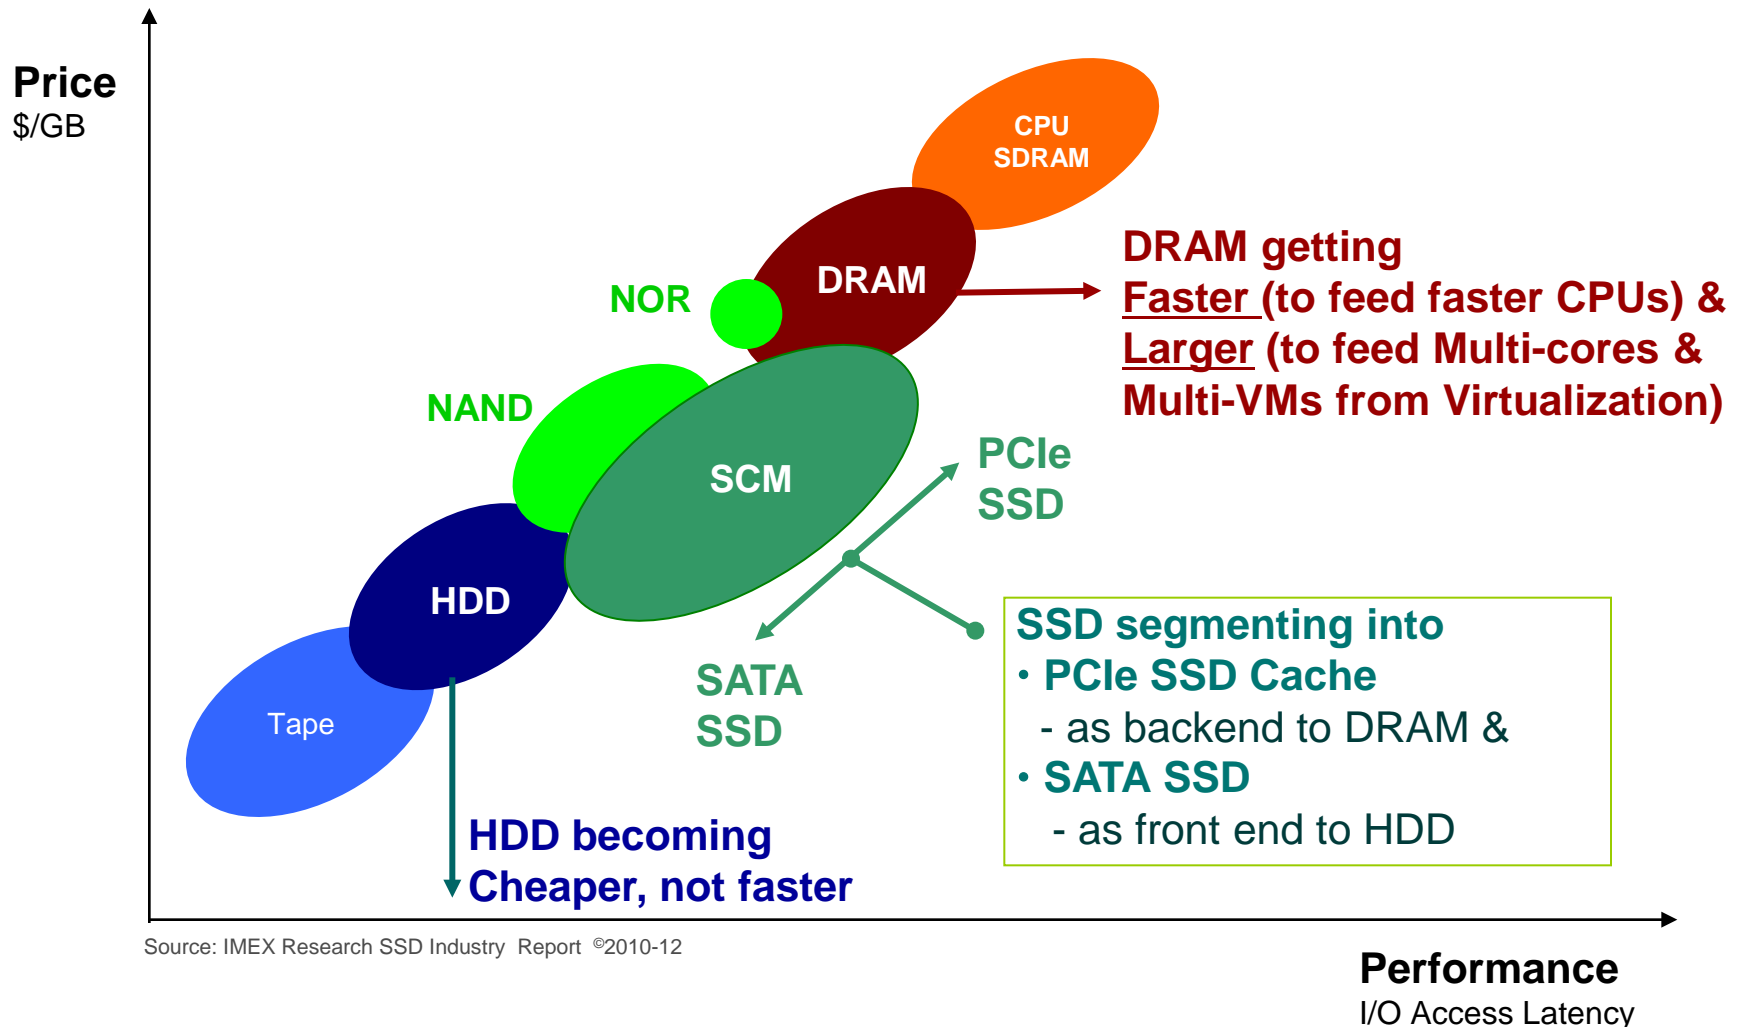 Price
$/GB
CPU
SDRAM
DRAM
NOR
DRAM getting
Faster (to feed faster CPUs) &
Larger (to feed Multi-cores &
Multi-VMs from Virtualization)
NAND
SCM
PCIe
SSD
HDD
SATA
SSD
SSD segmenting into
• PCIe SSD Cache
- as backend to DRAM &
• SATA SSD
- as front end to HDD
Tape
HDD becoming
Cheaper, not faster
Source: IMEX Research SSD Industry Report ©2010-12
Performance
I/O Access Latency